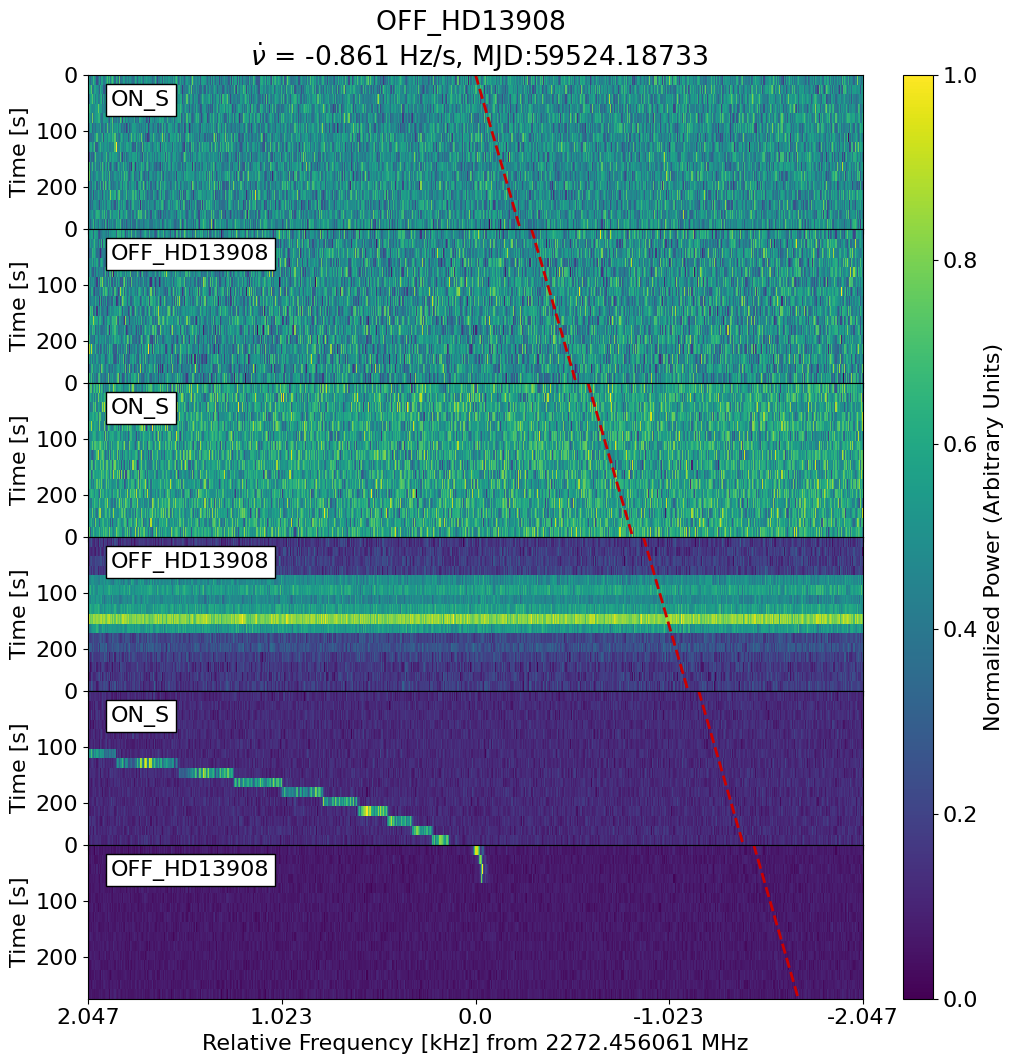 OFF_HD13908
ν̇ = -0.861 Hz/s, MJD:59524.18733
0
ON_S
100
200
Time [s]
0
OFF_HD13908
100
200
Time [s]
0
ON_S
100
200
Time [s]
0
OFF_HD13908
100
200
Time [s]
0
ON_S
100
200
Time [s]
0
OFF_HD13908
100
200
Time [s]
2.047 1.023 0.0 -1.023 -2.047
Relative Frequency [kHz] from 2272.456061 MHz
1.0
0.8
0.6
0.4
0.2
0.0
Normalized Power (Arbitrary Units)